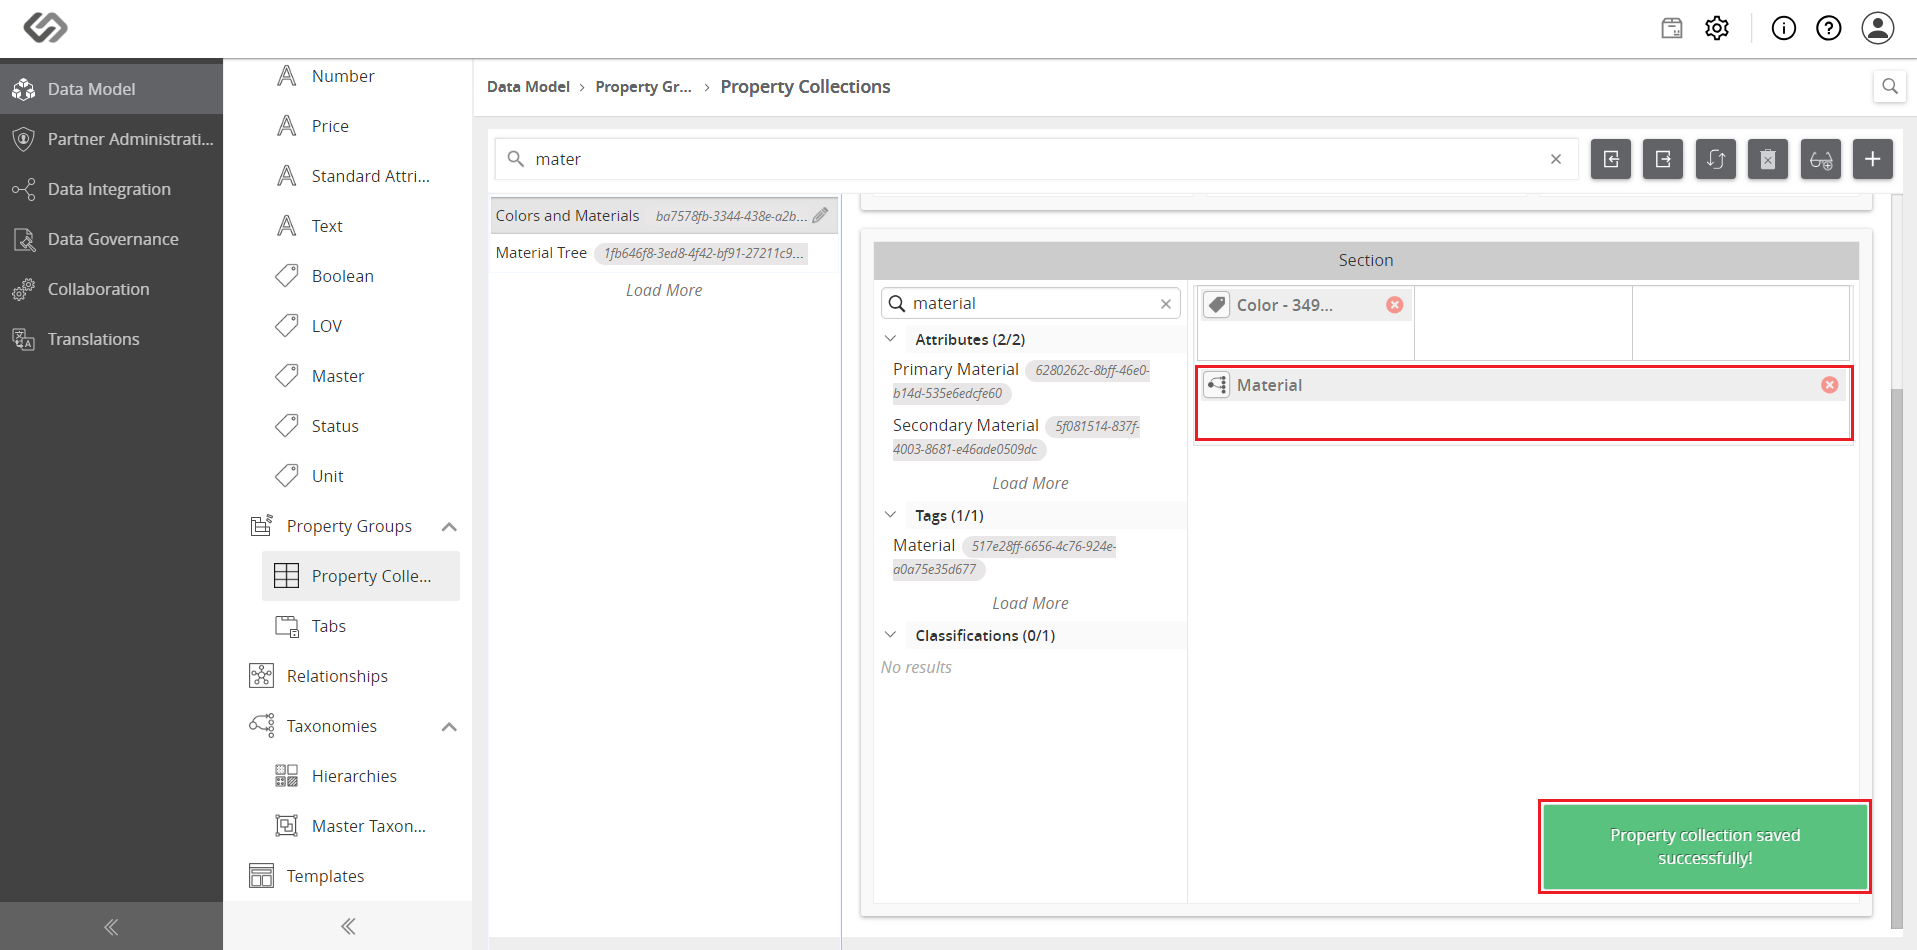 Data Model
Partner Administrati...
Data Integration
Data Governance
Collaboration
Translations
Number
Price
Standard Attri...
Text
Boolean
LOV
Master
Status
Unit
Property Groups
Property Colle...
Tabs
Relationships
Taxonomies
Hierarchies
Master Taxon...
Templates
Data Model > Property Gr... > Property Collections
mater
Colors and Materials ba7578fb-3344-438e-a2b...
Material Tree 1fb646f8-3ed8-4f42-bf91-27211c9...
Load More
Section
material
Attributes (2/2)
Primary Material 6280262c-8bff-46e0-
b14d-535e6edcfe60
Secondary Material 5f081514-837f-
4003-8681-e46ade0509dc
Load More
Tags (1/1)
Material 517e28ff-6656-4c76-924e-
a0a75e35d677
Load More
Classifications (0/1)
No results
Color - 349...
Material
Property collection saved
successfully!